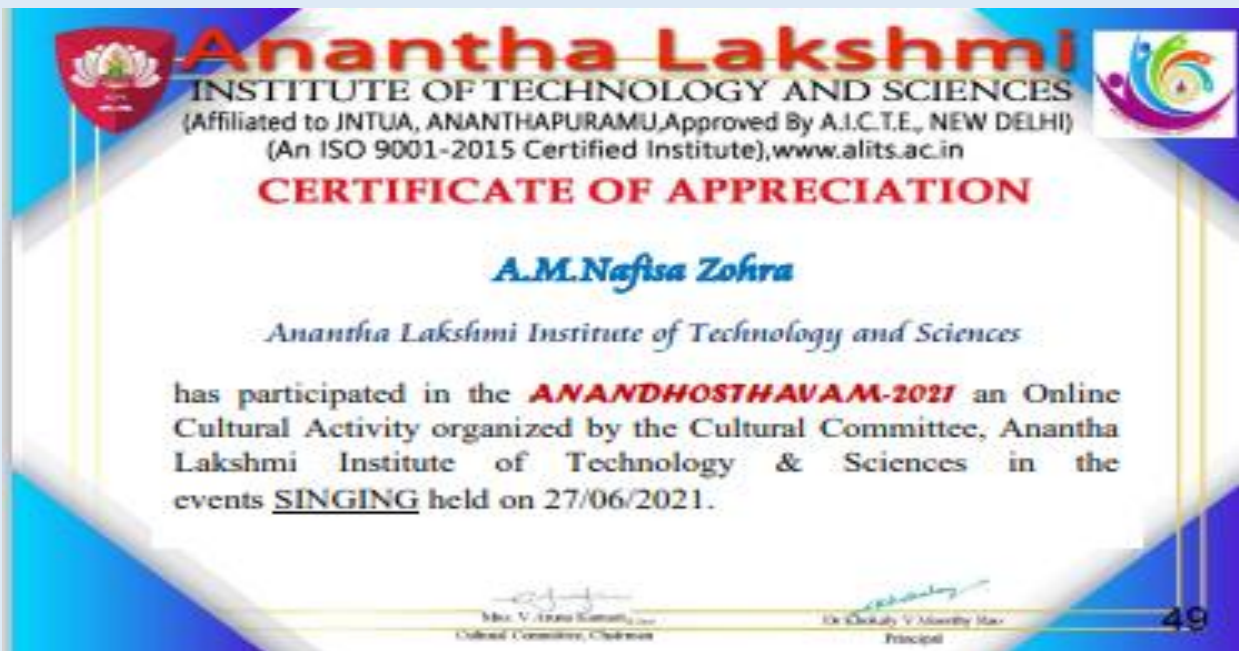 Anantha Lakshmi
INSTITUTE OF TECHNOLOGY AND SCIENCES
(Affiliated to JNTUA, ANANTHAPURAMU,Approved By A.I.C.T.E., NEW DELHI)
(An ISO 9001-2015 Certified Institute),www.alits.ac.in
CERTIFICATE OF APPRECIATION
A.M.Nafisa Zohra
Anantha Lakshmi Institute of Technology and Sciences
has participated in the ANANDHOSTHAVAM-2021 an Online
Cultural Activity organized by the Cultural Committee, Anantha
Lakshmi Institute of Technology & Sciences in the
events SINGING held on 27/06/2021.
Cultural Committee, Chairman
Principal
49